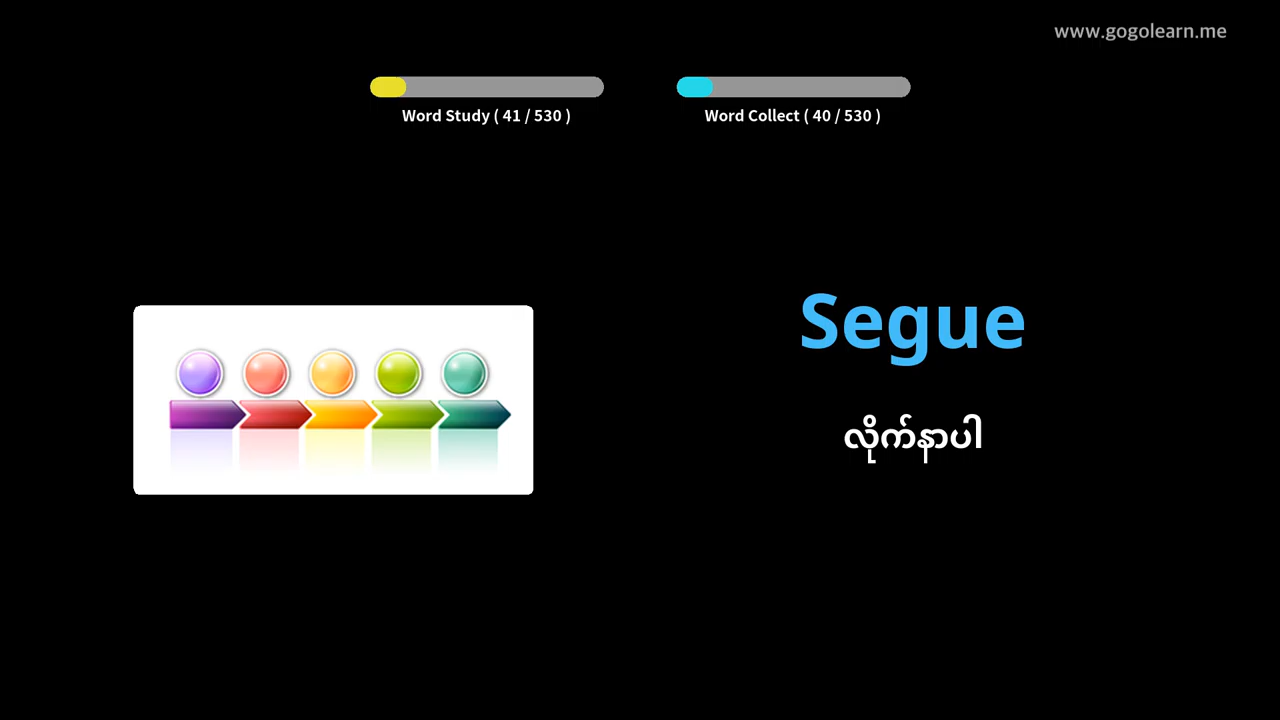 www.gogolearn.me
Word Study ( 41 / 530 )
Word Collect ( 40 / 530 )
Segue
လိုက်နာပါ